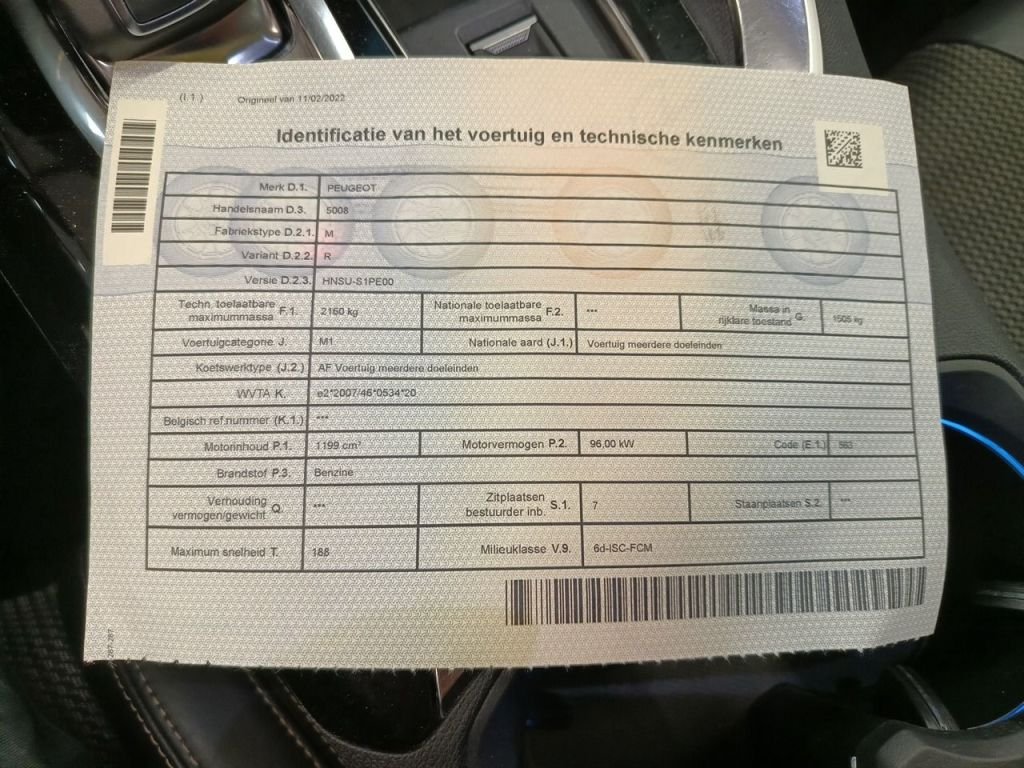 (I.1.) Origineel van 11/02/2022
Identificatie van het voertuig en technische kenmerken
Merk D.1. PEUGEOT
Handelsnaam D.3. 5008
Fabriekstype D.2.1. M
Variant D.2.2. R
Versie D.2.3. HNSU-S1PE00
Techn. toelaatbare maximummassa F.1. 2160 kg Nationale toelaatbare maximummassa F.2. *** Massa in rijklare toestand G. 1505 kg
Voertuigcategorie J. M1 Nationale aard (J.1.) Voertuig meerdere doeleinden
Koetswerktype (J.2.) AF Voertuig meerdere doeleinden
WVTA K. e2*2007/46*0534*20
Belgisch ref.nummer (K.1.) ***
Motorinhoud P.1. 1199 cm³ Motorvermogen P.2. 96,00 kW Code (E.1.) 563
Brandstof P.3. Benzine
Verhouding vermogen/gewicht Q. *** Zitplaatsen bestuurder inb. S.1. 7 Staanplaatsen S.2. ***
Maximum snelheid T. 188 Milieuklasse V.9. 6d-ISC-FCM